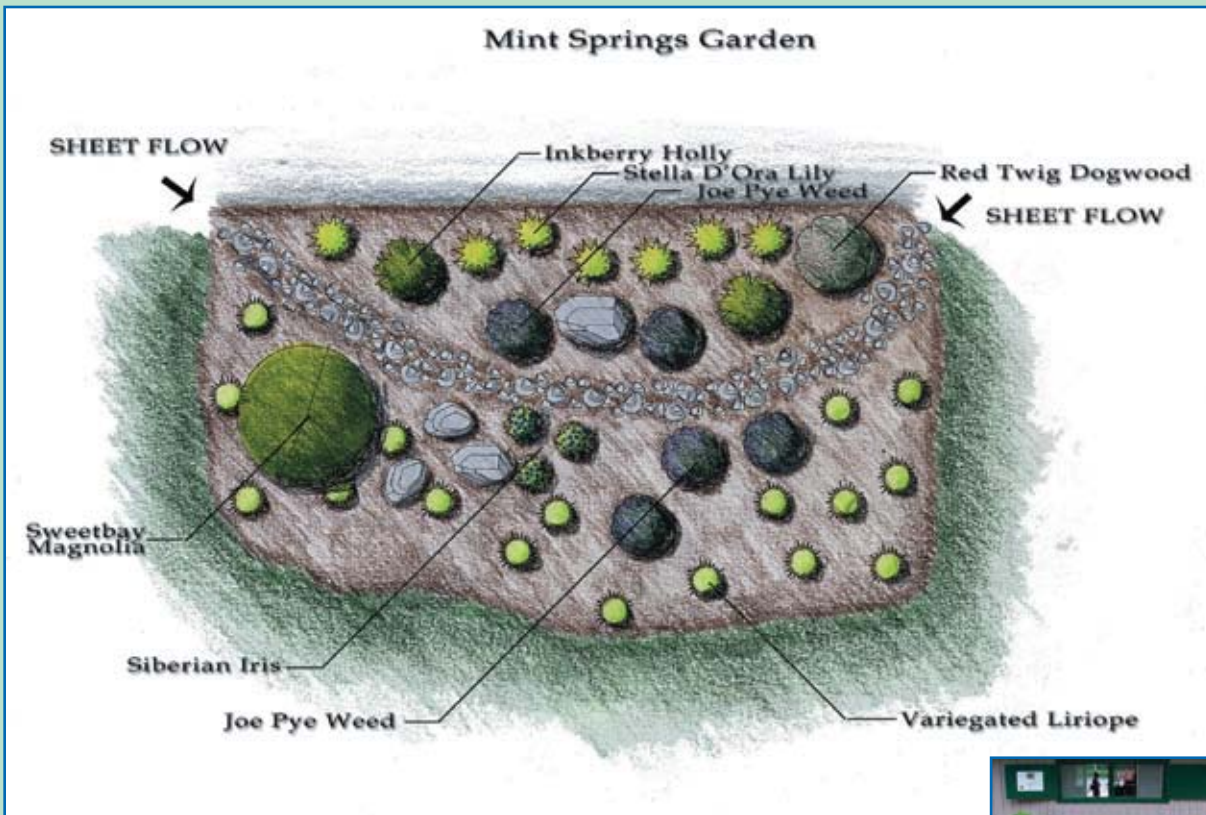 Mint Springs Garden
SHEET FLOW
Inkberry Holly
Stella D'Ora Lily
Joe Pye Weed
Red Twig Dogwood
SHEET FLOW
Sweetbay
Magnolia
Siberian Iris
Joe Pye Weed
Variegated Liriope